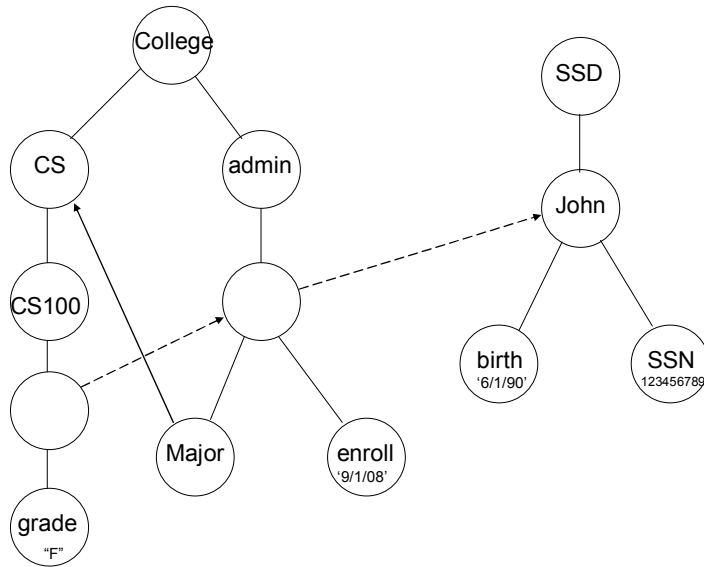 College
SSD
CS
admin
John
CS100
birth
‘6/1/90’
SSN
123456789
Major
enroll
‘9/1/08’
grade
“F”